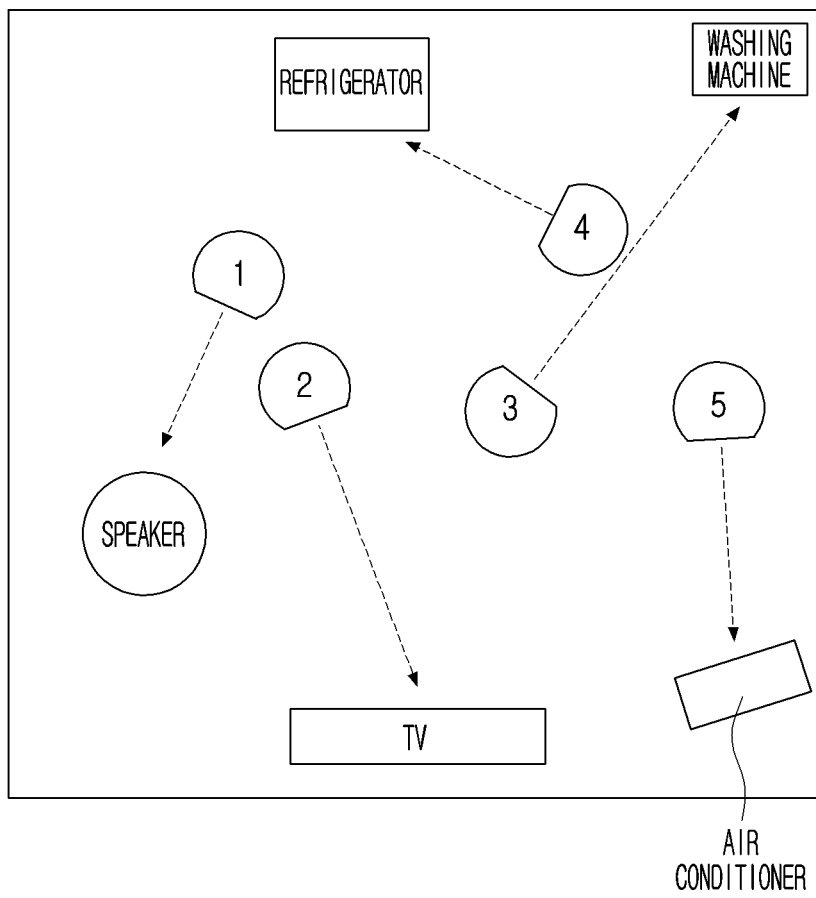 REFRIGERATOR
WASHING
MACHINE
4
1
2
3
5
SPEAKER
TV
AIR
CONDITIONER